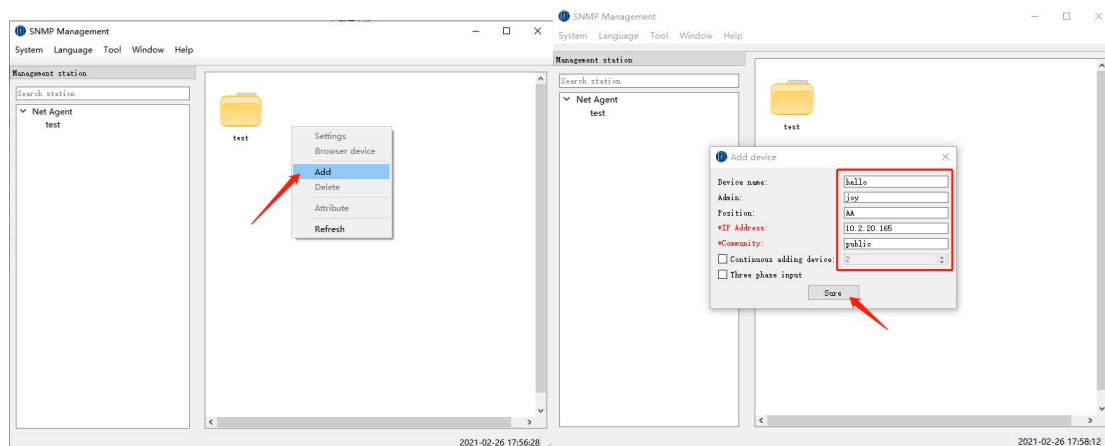 SNMP Management
System Language Tool Window Help
Management station
Search station
Net Agent
test
test
Settings
Browser device
Add
Delete
Attribute
Refresh
2021-02-26 17:56:28
SNMP Management
System Language Tool Window Help
Management station
Search station
Net Agent
test
test
Add device
Device name: hello
Admin: joy
Position: AA
*IP Address: 10.2.20.165
*Community: public
Continuous adding device: 2
Three phase input
Sure
2021-02-26 17:58:12